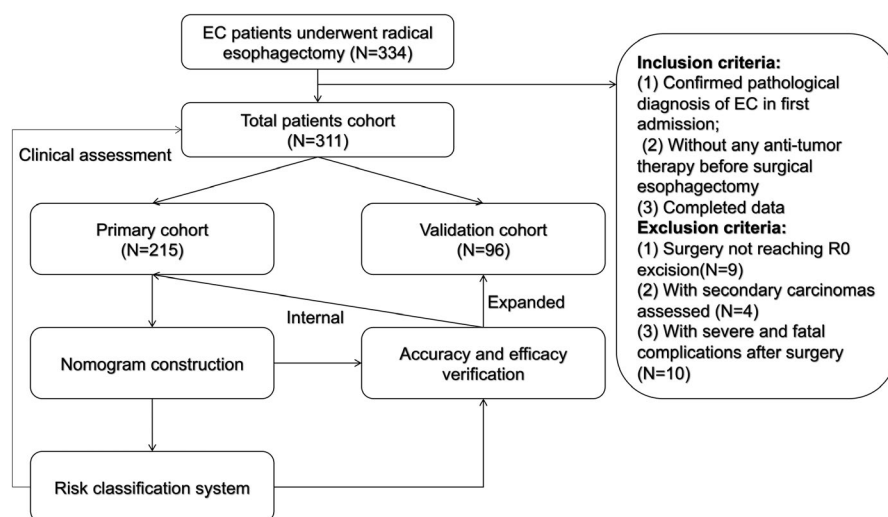 EC patients underwent radical
esophagectomy (N=334)
Total patients cohort
(N=311)
Clinical assessment
Primary cohort
(N=215)
Validation cohort
(N=96)
Internal
Expanded
Nomogram construction
Accuracy and efficacy
verification
Risk classification system
Inclusion criteria:
(1) Confirmed pathological
diagnosis of EC in first
admission;
(2) Without any anti-tumor
therapy before surgical
esophagectomy
(3) Completed data
Exclusion criteria:
(1) Surgery not reaching R0
excision(N=9)
(2) With secondary carcinomas
assessed (N=4)
(3) With severe and fatal
complications after surgery
(N=10)